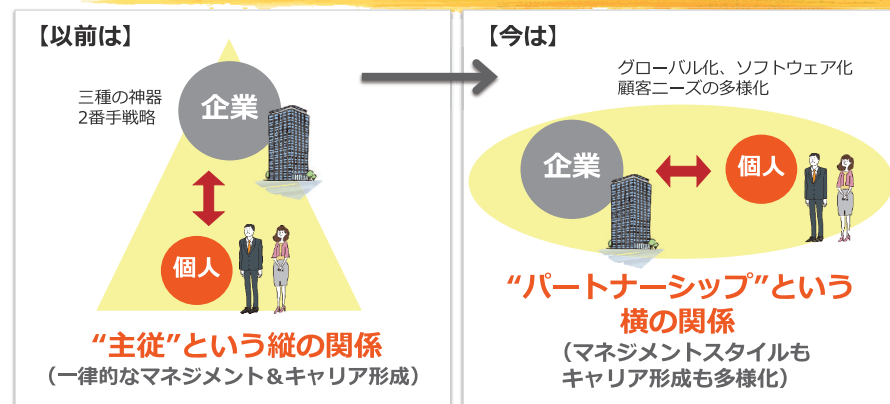 【以前は】
三種の神器
2番手戦略
企業
個人
“主従”という縦の関係
（一律的なマネジメント＆キャリア形成）
【今は】
グローバル化、ソフトウェア化
顧客ニーズの多様化
企業
個人
“パートナーシップ”という
横の関係
（マネジメントスタイルも
キャリア形成も多様化）